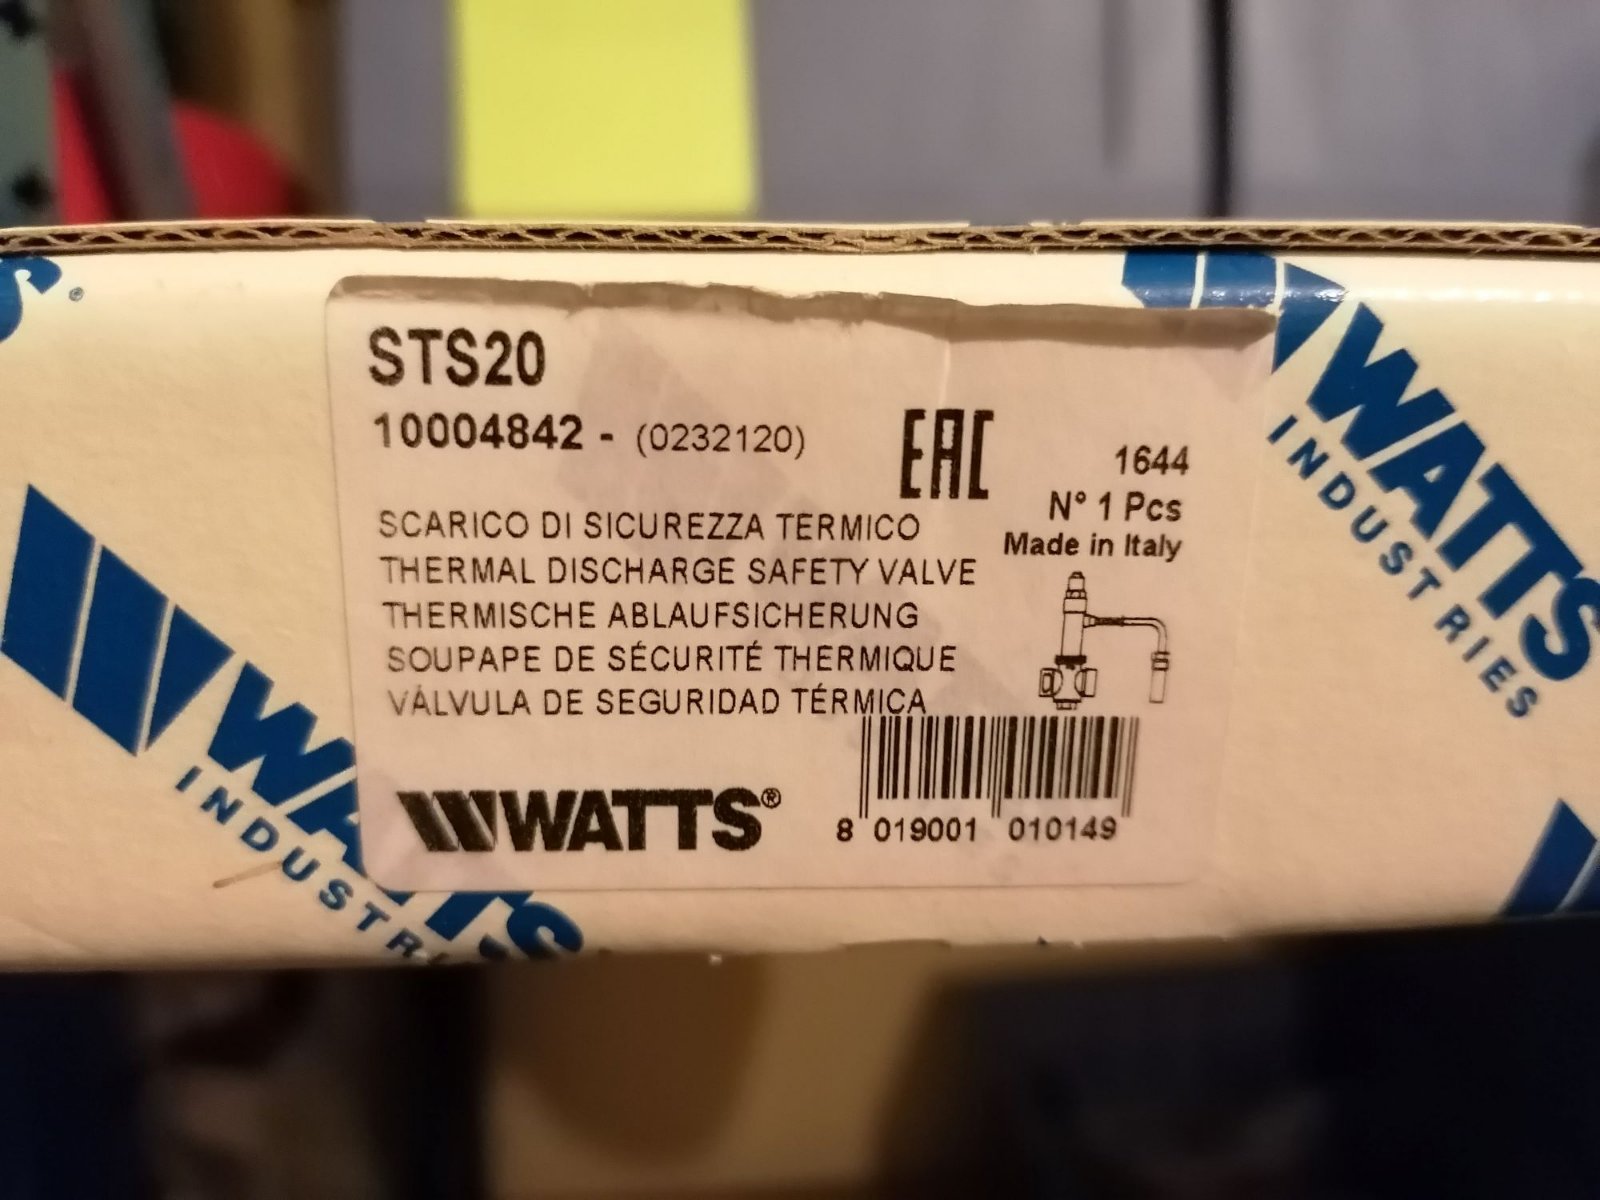 STS20
10004842 - (0232120)
EAC
1644
N° 1 Pcs
Made in Italy
SCARICO DI SICUREZZA TERMICO
THERMAL DISCHARGE SAFETY VALVE
THERMISCHE ABLAUFSICHERUNG
SOUPAPE DE SÉCURITÉ THERMIQUE
VÁLVULA DE SEGURIDAD TÉRMICA
WATTS®
8 019001 010149
WATTS
INDUSTRIES
WATTS
INDUSTR
S®